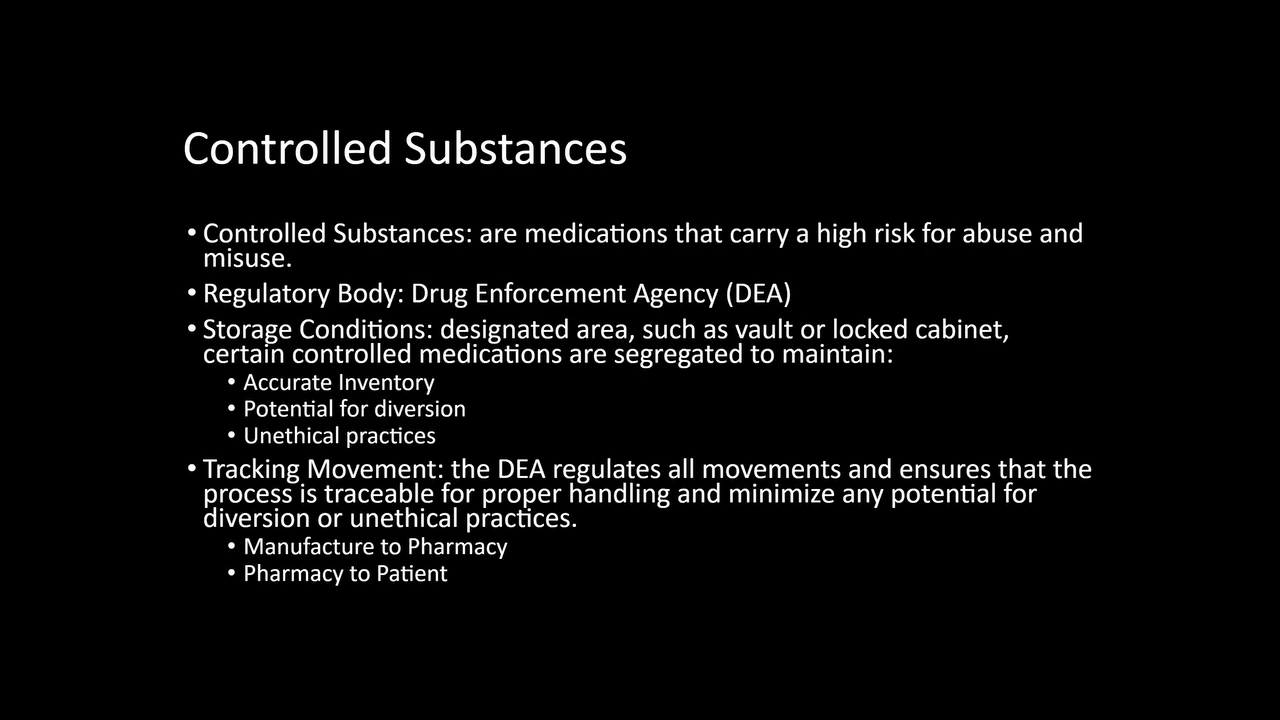 Controlled Substances
• Controlled Substances: are medications that carry a high risk for abuse and
misuse.
• Regulatory Body: Drug Enforcement Agency (DEA)
• Storage Conditions: designated area, such as vault or locked cabinet,
certain controlled medications are segregated to maintain:
• Accurate Inventory
• Potential for diversion
• Unethical practices
• Tracking Movement: the DEA regulates all movements and ensures that the
process is traceable for proper handling and minimize any potential for
diversion or unethical practices.
• Manufacture to Pharmacy
• Pharmacy to Patient